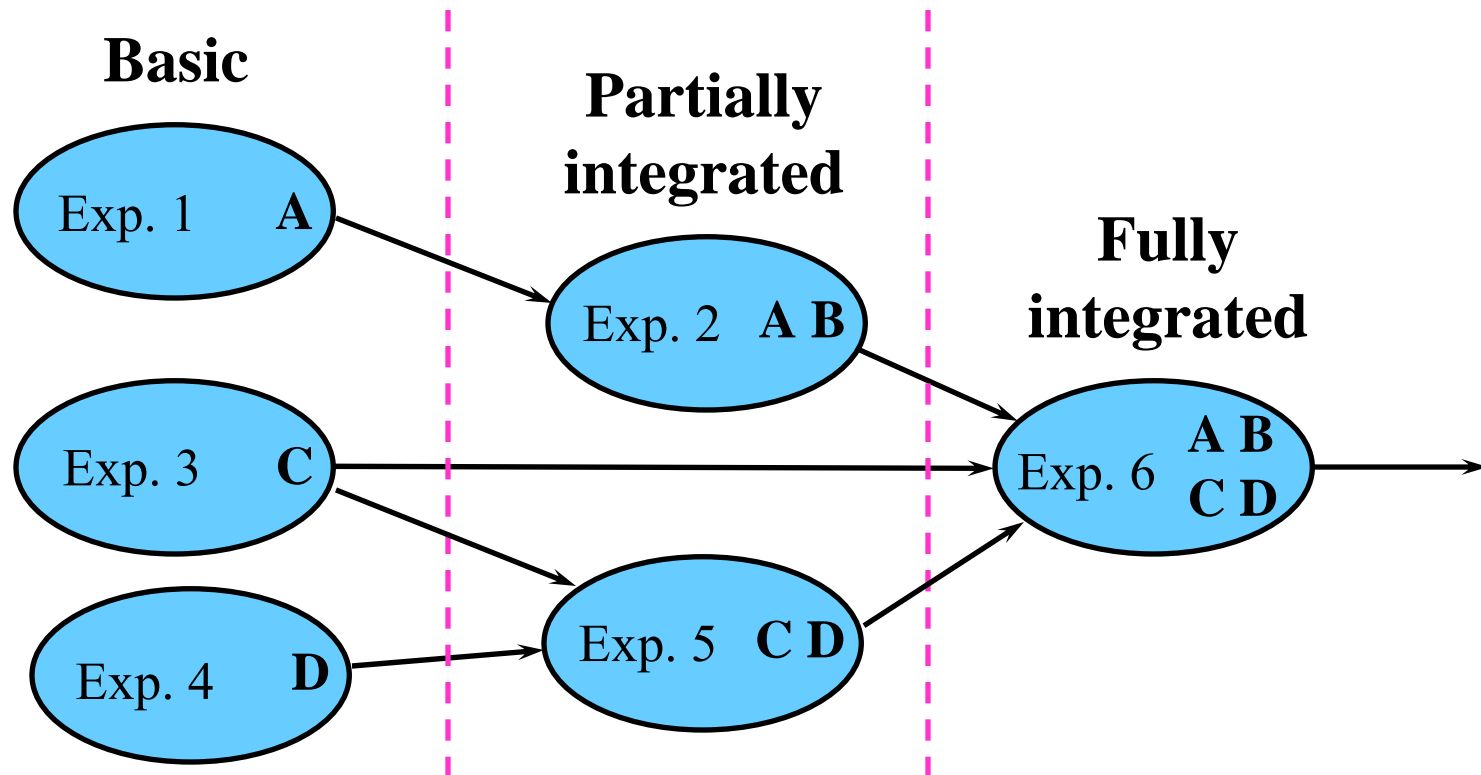 Basic
Exp. 1 A
Exp. 3 C
Exp. 4 D
Partially
integrated
Exp. 2 A B
Exp. 5 C D
Fully
integrated
A B
Exp. 6
C D